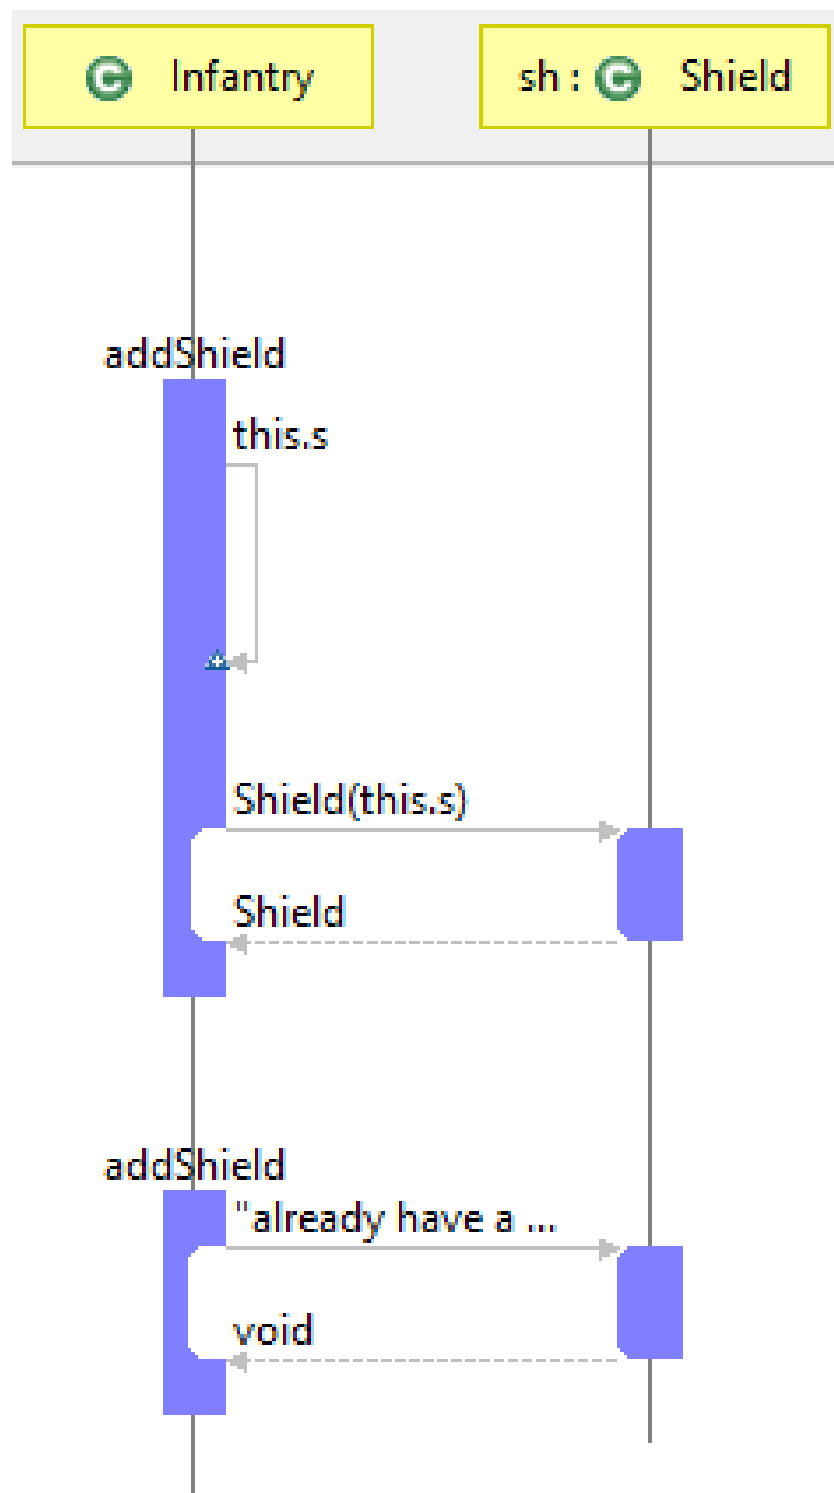 Infantry
sh : Shield
addShield
this.s
Shield(this.s)
Shield
addShield
"already have a ...
void